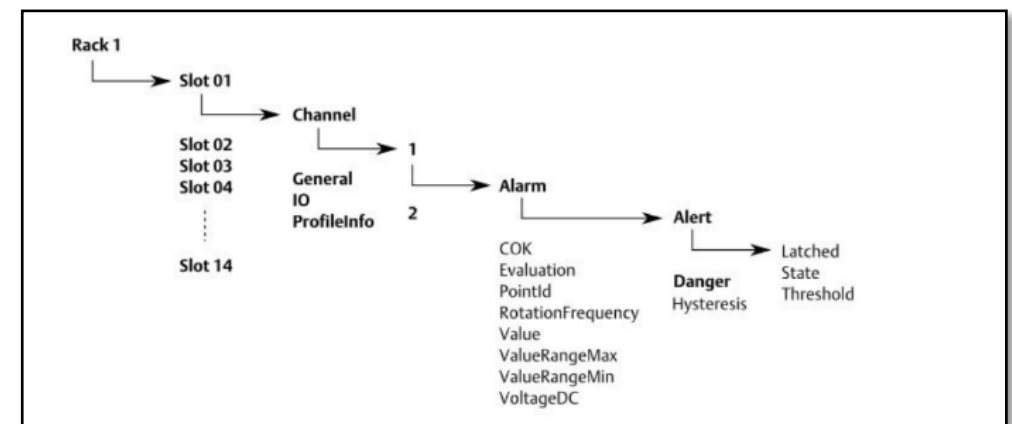 Rack 1
Slot 01
Channel
Slot 02
Slot 03
Slot 04
Slot 14
1
General
IO
ProfileInfo
2
Alarm
COK
Evaluation
PointId
RotationFrequency
Value
ValueRangeMax
ValueRangeMin
VoltageDC
Alert
Danger
Hysteresis
Latched
State
Threshold